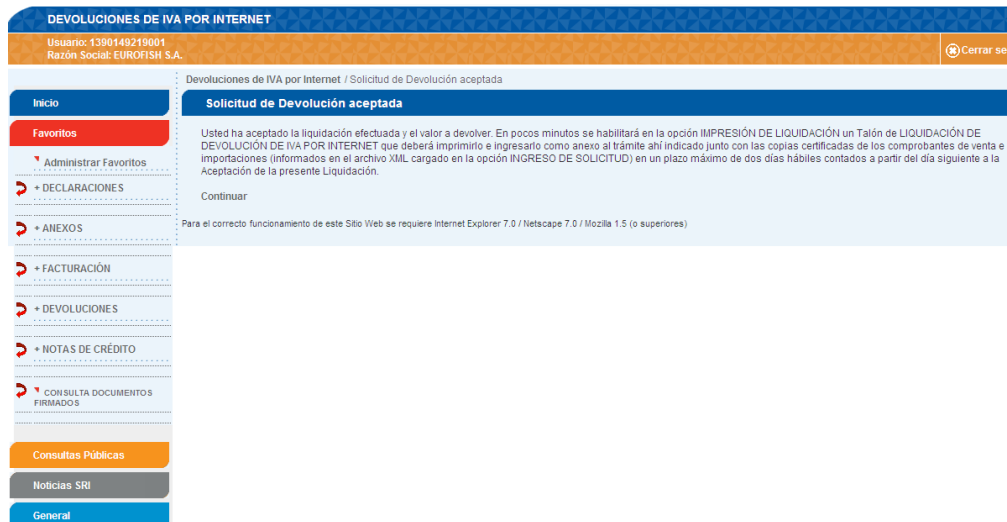 DEVOLUCIONES DE IVA POR INTERNET
Usuario: 1390149219001
Razón Social: EUROFISH S.A.
Cerrar se
Devoluciones de IVA por Internet / Solicitud de Devolución aceptada
Inicio
Favoritos
Administrar Favoritos
+ DECLARACIONES
+ ANEXOS
+ FACTURACIÓN
+ DEVOLUCIONES
+ NOTAS DE CRÉDITO
CONSULTA DOCUMENTOS
FIRMADOS
Consultas Públicas
Noticias SRI
General
Solicitud de Devolución aceptada
Usted ha aceptado la liquidación efectuada y el valor a devolver. En pocos minutos se habilitará en la opción IMPRESIÓN DE LIQUIDACIÓN un Talón de LIQUIDACIÓN DE
DEVOLUCIÓN DE IVA POR INTERNET que deberá imprimirlo e ingresarlo como anexo al trámite ahí indicado junto con las copias certificadas de los comprobantes de venta e
importaciones (informados en el archivo XML cargado en la opción INGRESO DE SOLICITUD) en un plazo máximo de dos días hábiles contados a partir del día siguiente a la
Aceptación de la presente Liquidación.
Continuar
Para el correcto funcionamiento de este Sitio Web se requiere Internet Explorer 7.0 / Netscape 7.0 / Mozilla 1.5 (o superiores)